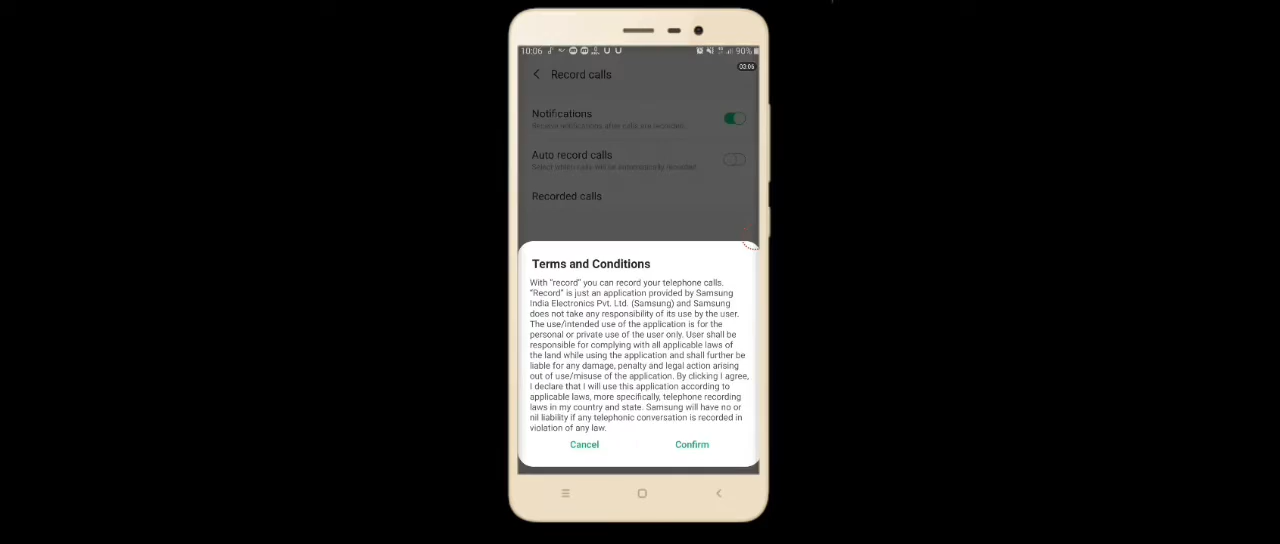 10:06
90%
03:06
Record calls
Notifications
Receive notifications after calls are recorded.
Auto record calls
Select which calls will be automatically recorded.
Recorded calls
Terms and Conditions
With “record” you can record your telephone calls.
“Record” is just an application provided by Samsung
India Electronics Pvt. Ltd. (Samsung) and Samsung
does not take any responsibility of its use by the user.
The use/intended use of the application is for the
personal or private use of the user only. User shall be
responsible for complying with all applicable laws of
the land while using the application and shall further be
liable for any damage, penalty and legal action arising
out of use/misuse of the application. By clicking I agree,
I declare that I will use this application according to
applicable laws, more specifically, telephone recording
laws in my country and state. Samsung will have no or
nil liability if any telephonic conversation is recorded in
violation of any law.
Cancel Confirm